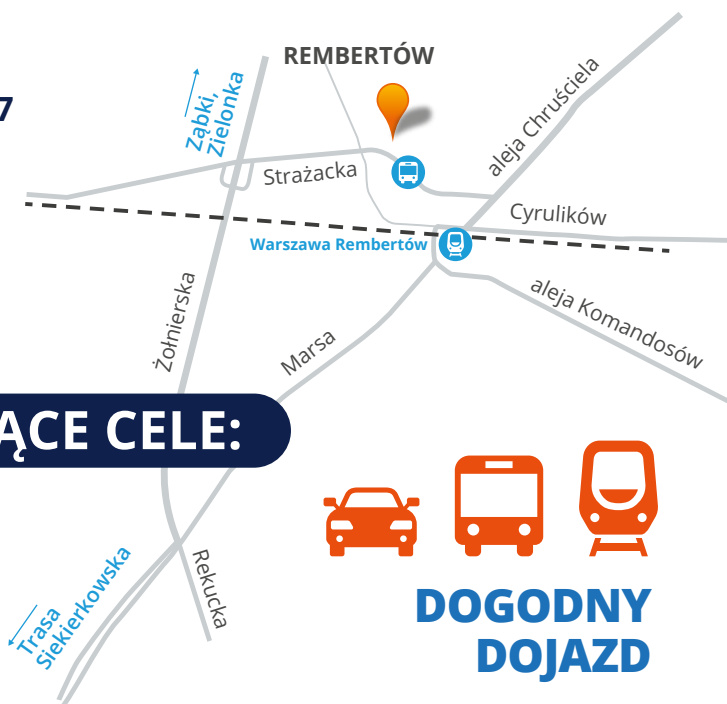 REMBERTÓW
7
Ząbki,
Zielonka
aleja Chruściela
Strażacka
Cyrulików
Warszawa Rembertów
Żołnierska
aleja Komandosów
Marsa
ĄCE CELE:
Rekucka
Trasa
Siekierkowska
DOGODNY
DOJAZD